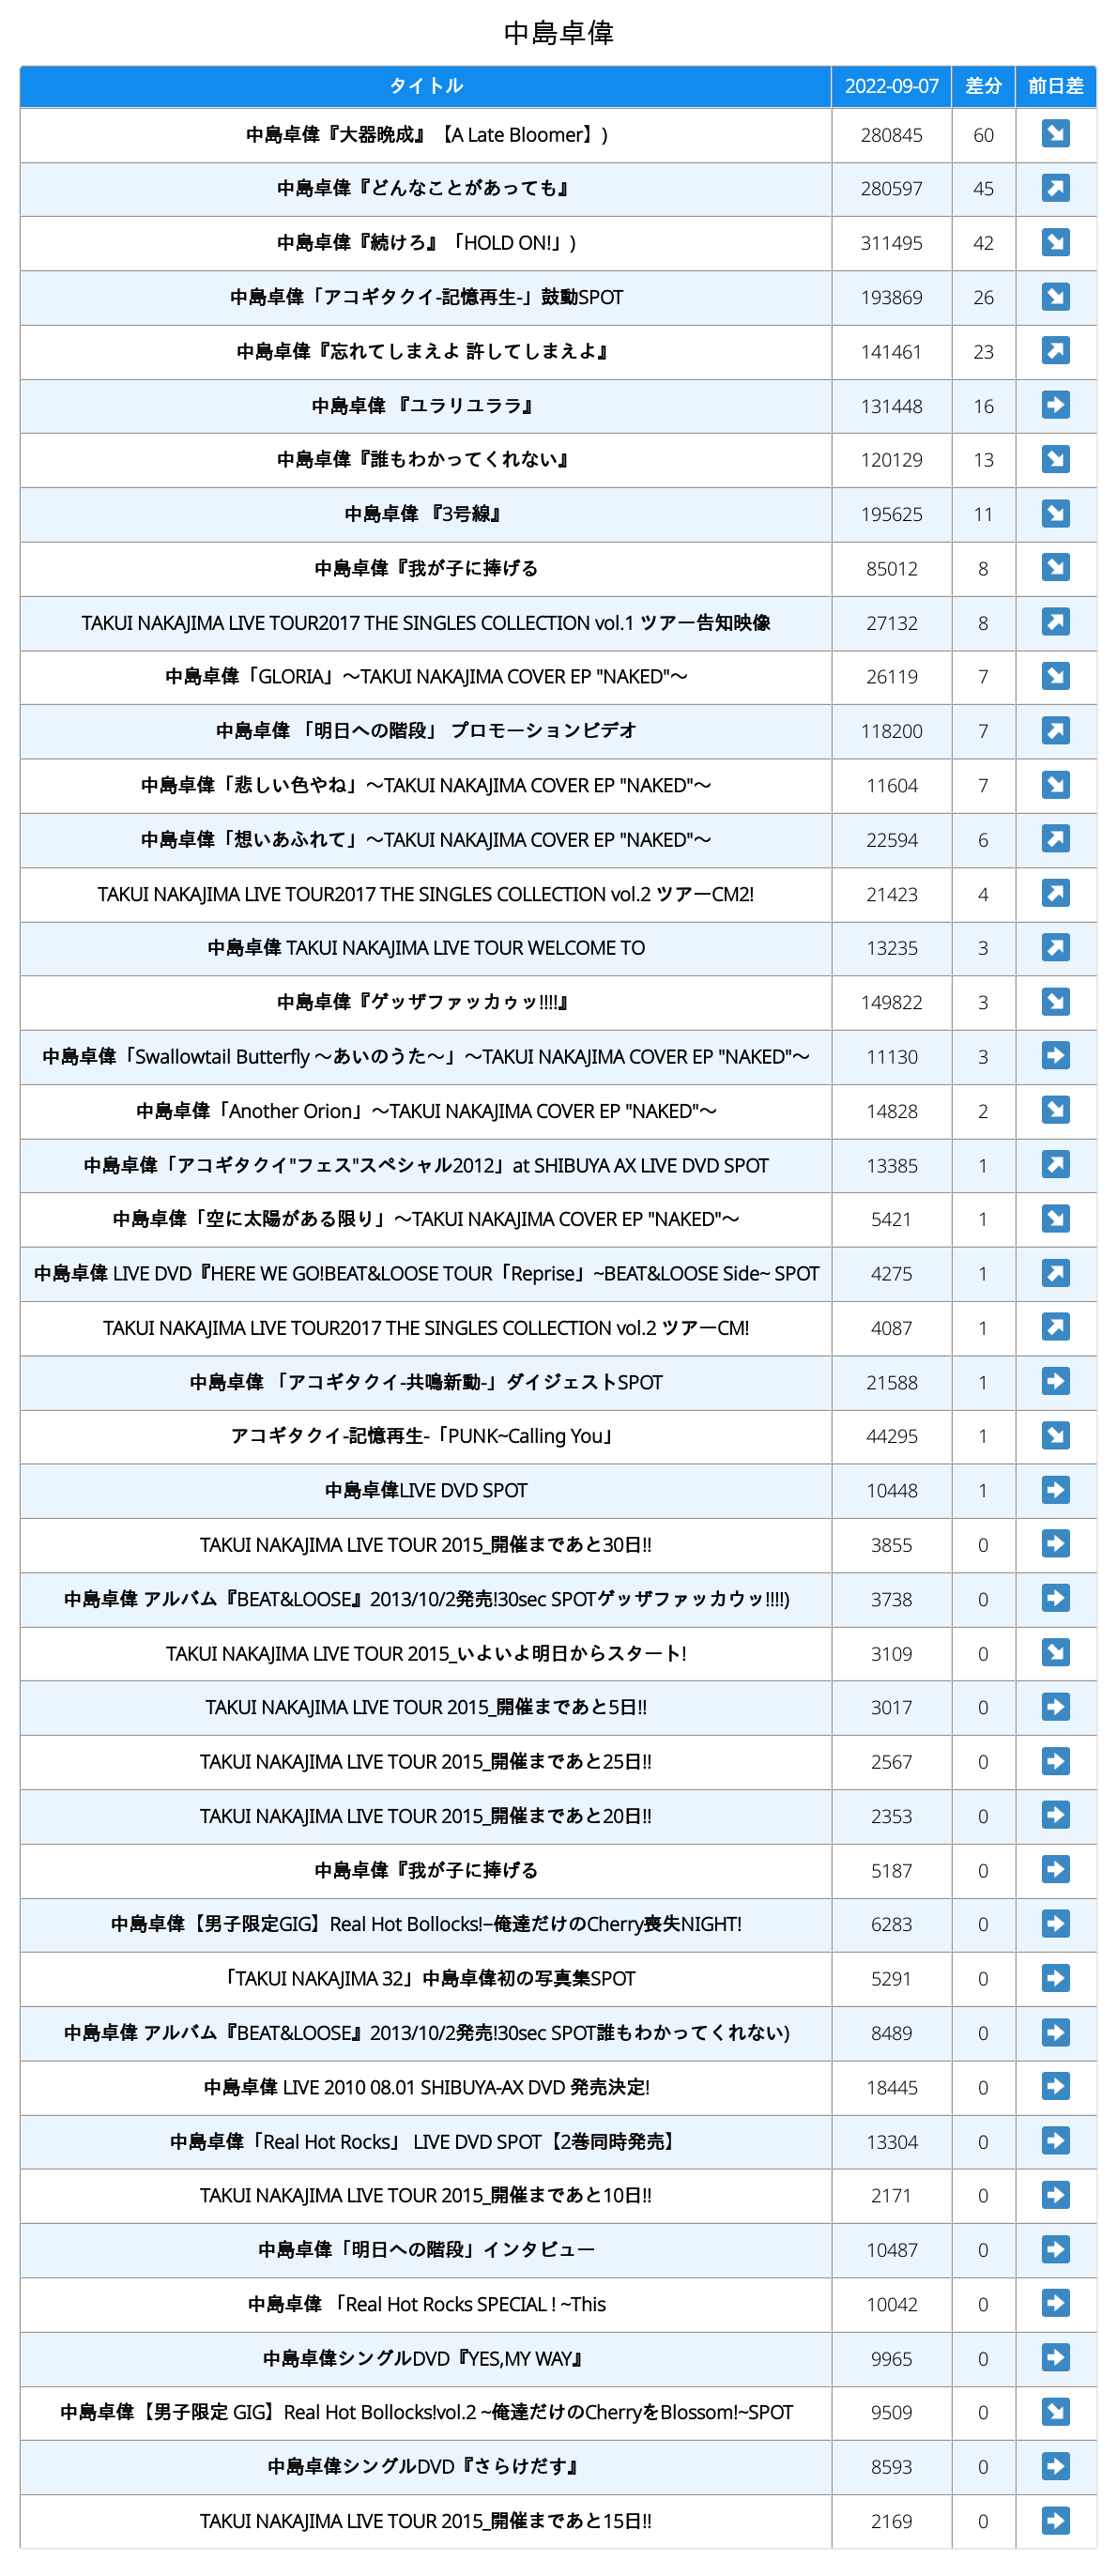 中島卓偉
タイトル 2022-09-07 差分 前日差
中島卓偉『大器晩成』【A Late Bloomer】) 280845 60 ↘
中島卓偉『どんなことがあっても』 280597 45 ↗
中島卓偉『続けろ』「HOLD ON!」) 311495 42 ↘
中島卓偉「アコギタクイ-記憶再生-」鼓動SPOT 193869 26 ↘
中島卓偉『忘れてしまえよ 許してしまえよ』 141461 23 ↗
中島卓偉 『ユラリユララ』 131448 16 ➡
中島卓偉『誰もわかってくれない』 120129 13 ↘
中島卓偉 『3号線』 195625 11 ↘
中島卓偉『我が子に捧げる 85012 8 ↘
TAKUI NAKAJIMA LIVE TOUR2017 THE SINGLES COLLECTION vol.1 ツアー告知映像 27132 8 ↗
中島卓偉「GLORIA」〜TAKUI NAKAJIMA COVER EP "NAKED"〜 26119 7 ↘
中島卓偉 「明日への階段」 プロモーションビデオ 118200 7 ↗
中島卓偉「悲しい色やね」〜TAKUI NAKAJIMA COVER EP "NAKED"〜 11604 7 ↘
中島卓偉「想いあふれて」〜TAKUI NAKAJIMA COVER EP "NAKED"〜 22594 6 ↗
TAKUI NAKAJIMA LIVE TOUR2017 THE SINGLES COLLECTION vol.2 ツアーCM2! 21423 4 ↗
中島卓偉 TAKUI NAKAJIMA LIVE TOUR WELCOME TO 13235 3 ↗
中島卓偉『ゲッザファッカゥッ!!!!』 149822 3 ↘
中島卓偉「Swallowtail Butterfly 〜あいのうた〜」〜TAKUI NAKAJIMA COVER EP "NAKED"〜 11130 3 ➡
中島卓偉「Another Orion」〜TAKUI NAKAJIMA COVER EP "NAKED"〜 14828 2 ↘
中島卓偉「アコギタクイ"フェス"スペシャル2012」at SHIBUYA AX LIVE DVD SPOT 13385 1 ↗
中島卓偉「空に太陽がある限り」〜TAKUI NAKAJIMA COVER EP "NAKED"〜 5421 1 ↘
中島卓偉 LIVE DVD『HERE WE GO!BEAT&LOOSE TOUR「Reprise」~BEAT&LOOSE Side~ SPOT 4275 1 ↗
TAKUI NAKAJIMA LIVE TOUR2017 THE SINGLES COLLECTION vol.2 ツアーCM! 4087 1 ↗
中島卓偉 「アコギタクイ-共鳴新動-」ダイジェストSPOT 21588 1 ➡
アコギタクイ-記憶再生-「PUNK~Calling You」 44295 1 ↘
中島卓偉LIVE DVD SPOT 10448 1 ➡
TAKUI NAKAJIMA LIVE TOUR 2015_開催まであと30日!! 3855 0 ➡
中島卓偉 アルバム『BEAT&LOOSE』2013/10/2発売!30sec SPOTゲッザファッカウッ!!!!) 3738 0 ➡
TAKUI NAKAJIMA LIVE TOUR 2015_いよいよ明日からスタート! 3109 0 ↘
TAKUI NAKAJIMA LIVE TOUR 2015_開催まであと5日!! 3017 0 ➡
TAKUI NAKAJIMA LIVE TOUR 2015_開催まであと25日!! 2567 0 ➡
TAKUI NAKAJIMA LIVE TOUR 2015_開催まであと20日!! 2353 0 ➡
中島卓偉『我が子に捧げる 5187 0 ➡
中島卓偉【男子限定GIG】Real Hot Bollocks!−俺達だけのCherry喪失NIGHT! 6283 0 ➡
「TAKUI NAKAJIMA 32」中島卓偉初の写真集SPOT 5291 0 ➡
中島卓偉 アルバム『BEAT&LOOSE』2013/10/2発売!30sec SPOT誰もわかってくれない) 8489 0 ➡
中島卓偉 LIVE 2010 08.01 SHIBUYA-AX DVD 発売決定! 18445 0 ➡
中島卓偉「Real Hot Rocks」 LIVE DVD SPOT【2巻同時発売】 13304 0 ➡
TAKUI NAKAJIMA LIVE TOUR 2015_開催まであと10日!! 2171 0 ➡
中島卓偉「明日への階段」インタビュー 10487 0 ➡
中島卓偉 「Real Hot Rocks SPECIAL ! ~This 10042 0 ➡
中島卓偉シングルDVD『YES,MY WAY』 9965 0 ➡
中島卓偉【男子限定 GIG】Real Hot Bollocks!vol.2 ~俺達だけのCherryをBlossom!~SPOT 9509 0 ↘
中島卓偉シングルDVD『さらけだす』 8593 0 ➡
TAKUI NAKAJIMA LIVE TOUR 2015_開催まであと15日!! 2169 0 ➡